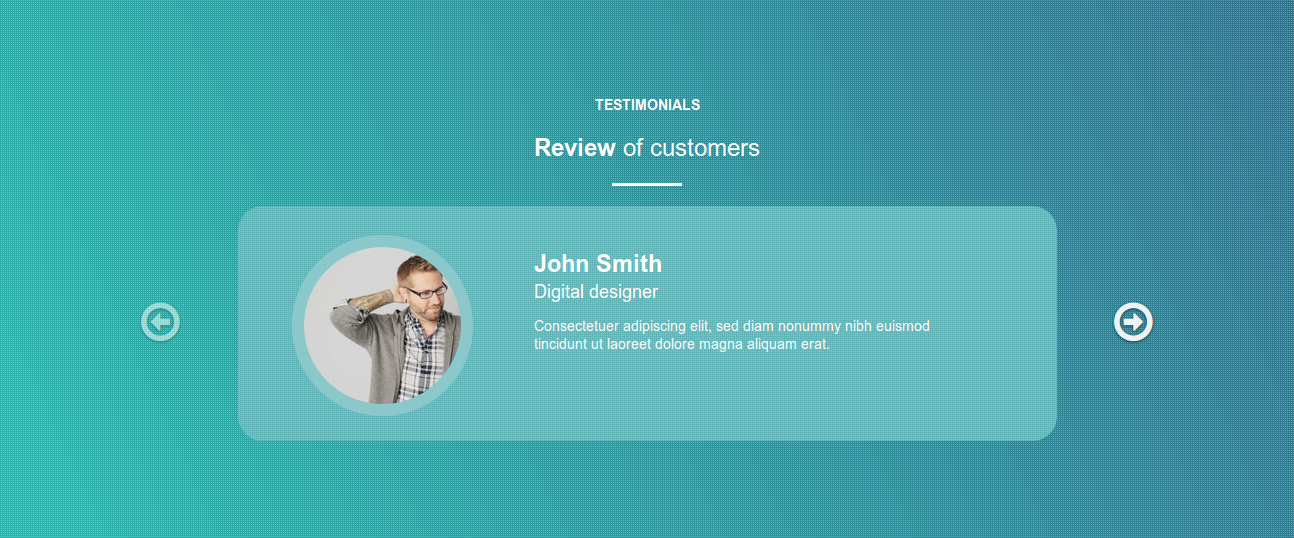 TESTIMONIALS
Review of customers
John Smith
Digital designer
Consectetuer adipiscing elit, sed diam nonummy nibh euismod
tincidunt ut laoreet dolore magna aliquam erat.